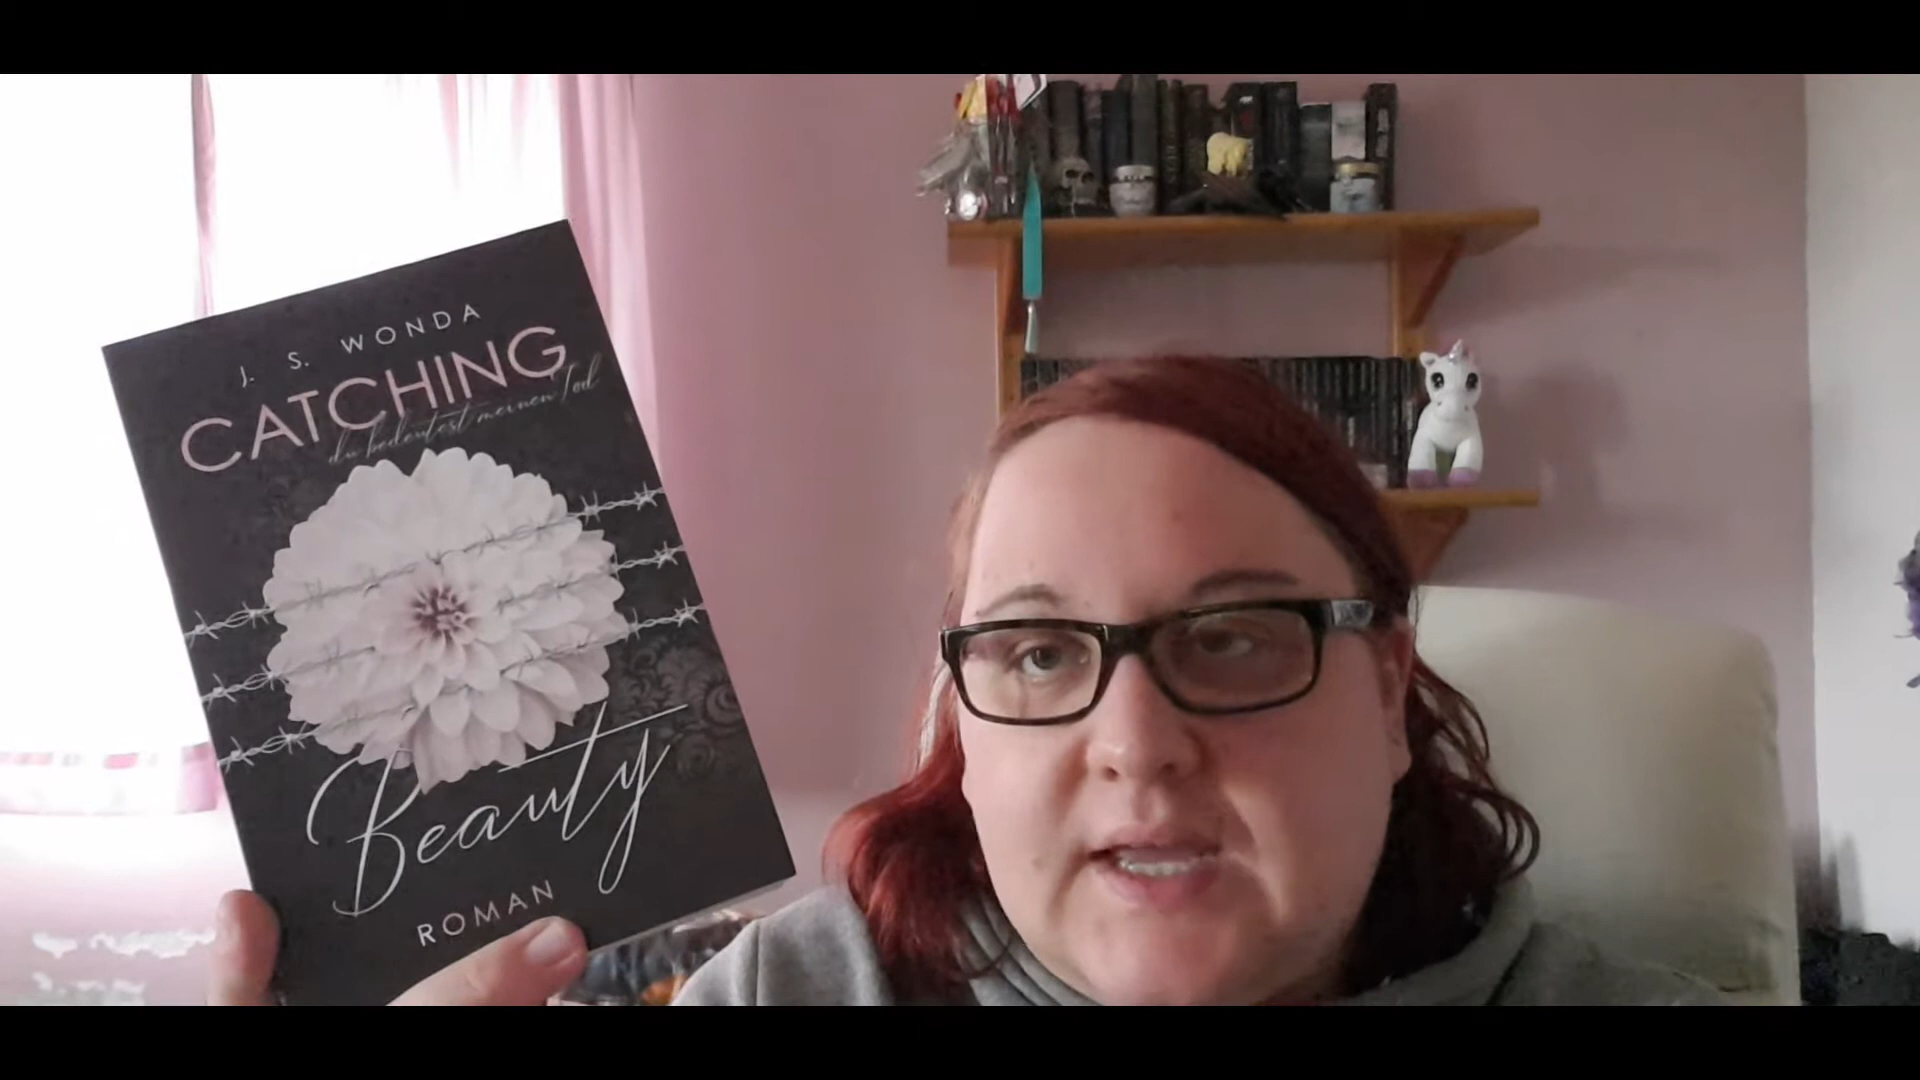 J. S. WONDA
CATCHING
du bedeutest meinen Tod
Beauty
ROMAN